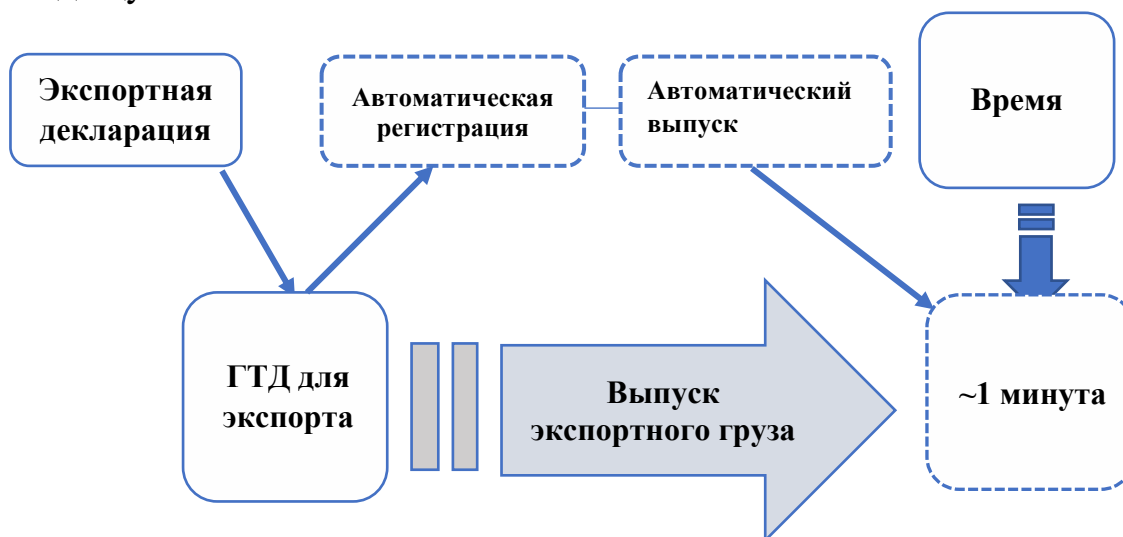 Экспортная
декларация
Автоматическая
регистрация
Автоматический
выпуск
Время
ГТД для
экспорта
Выпуск
экспортного груза
~1 минута